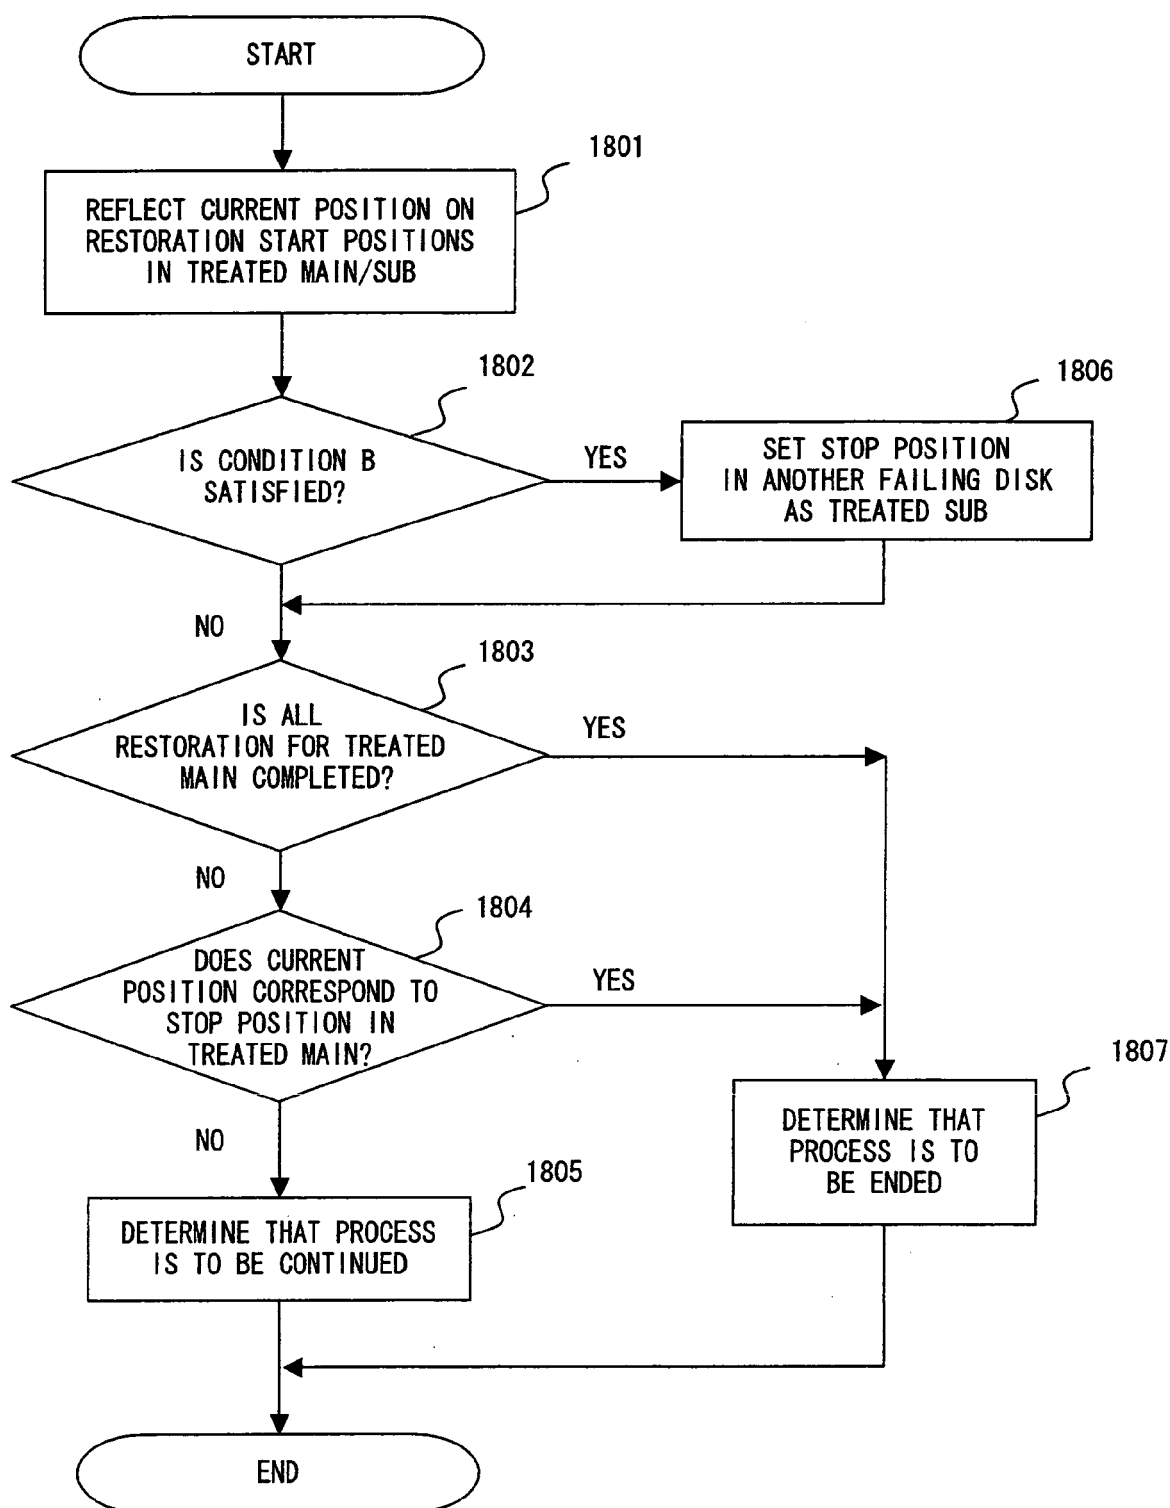 START
1801
REFLECT CURRENT POSITION ON
RESTORATION START POSITIONS
IN TREATED MAIN/SUB
1802
IS CONDITION B
SATISFIED?
YES
1806
SET STOP POSITION
IN ANOTHER FAILING DISK
AS TREATED SUB
NO
1803
IS ALL
RESTORATION FOR TREATED
MAIN COMPLETED?
YES
NO
1804
DOES CURRENT
POSITION CORRESPOND TO
STOP POSITION IN
TREATED MAIN?
YES
1807
DETERMINE THAT
PROCESS IS TO
BE ENDED
NO
1805
DETERMINE THAT PROCESS
IS TO BE CONTINUED
END